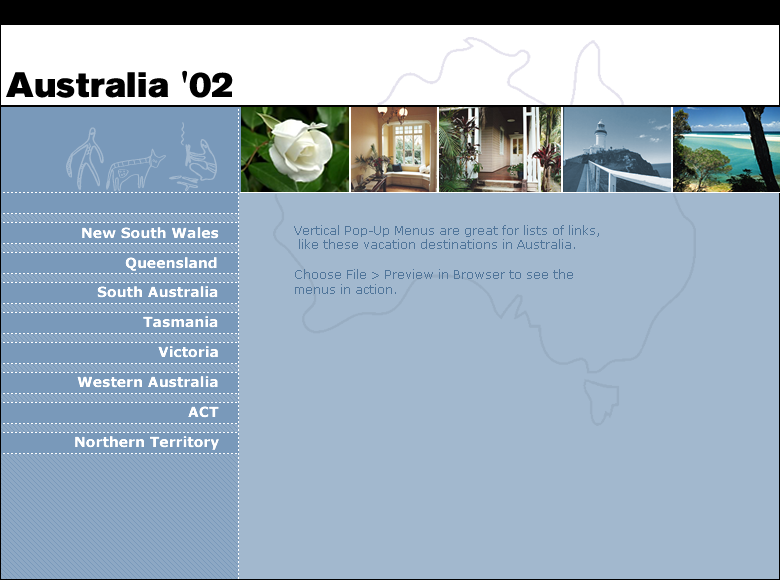 Australia '02
New South Wales
Queensland
South Australia
Tasmania
Victoria
Western Australia
ACT
Northern Territory
Vertical Pop-Up Menus are great for lists of links,
like these vacation destinations in Australia.
Choose File > Preview in Browser to see the
menus in action.